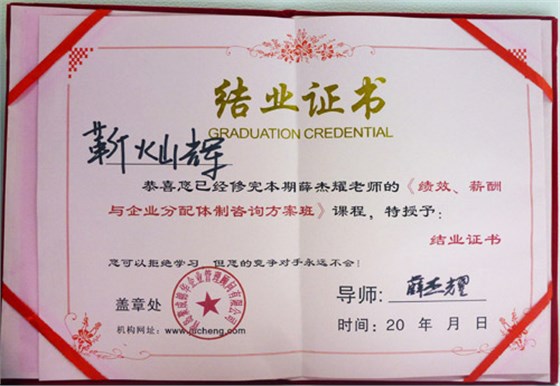 结业证书
GRADUATION CREDENTIAL
靳灿辉
恭喜您已经修完本期薛杰耀老师的《绩效、薪酬
与企业分配体制咨询方案班》课程，特授予：
结业证书
您可以拒绝学习 但您的竞争对手永远不会！
盖章处
导师：薛杰耀
机构网址：
时间：20 年 月 日